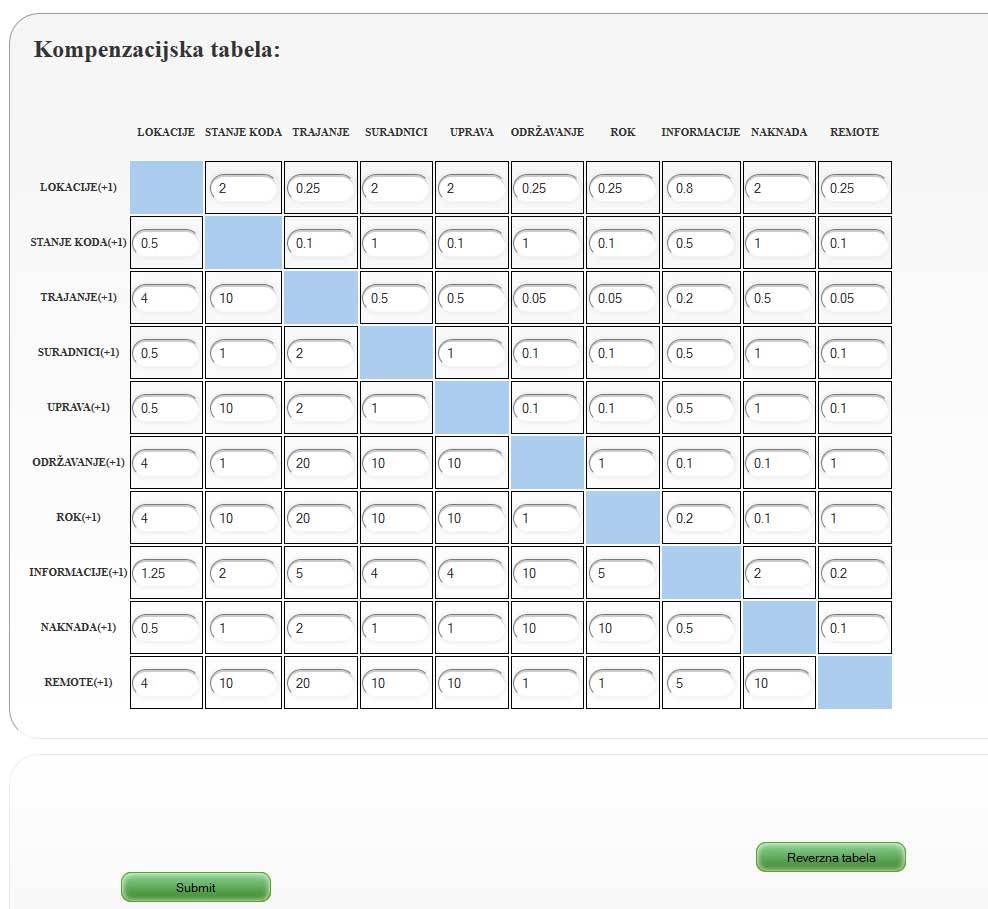 Kompenzacijska tabela:
LOKACIJE STANJE KODA TRAJANJE SURADNICI UPRAVA ODRŽAVANJE ROK INFORMACIJE NAKNADA REMOTE
LOKACIJE(+1) 2 0.25 2 2 0.25 0.25 0.8 2 0.25
STANJE KODA(+1) 0.5 0.1 1 0.1 1 0.1 0.5 1 0.1
TRAJANJE(+1) 4 10 0.5 0.5 0.05 0.05 0.2 0.5 0.05
SURADNICI(+1) 0.5 1 2 1 0.1 0.1 0.5 1 0.1
UPRAVA(+1) 0.5 10 2 1 0.1 0.1 0.5 1 0.1
ODRŽAVANJE(+1) 4 1 20 10 10 1 0.1 0.1 1
ROK(+1) 4 10 20 10 10 1 0.2 0.1 1
INFORMACIJE(+1) 1.25 2 5 4 4 10 5 2 0.2
NAKNADA(+1) 0.5 1 2 1 1 10 10 0.5 0.1
REMOTE(+1) 4 10 20 10 10 1 1 5 10
Reverzna tabela
Submit